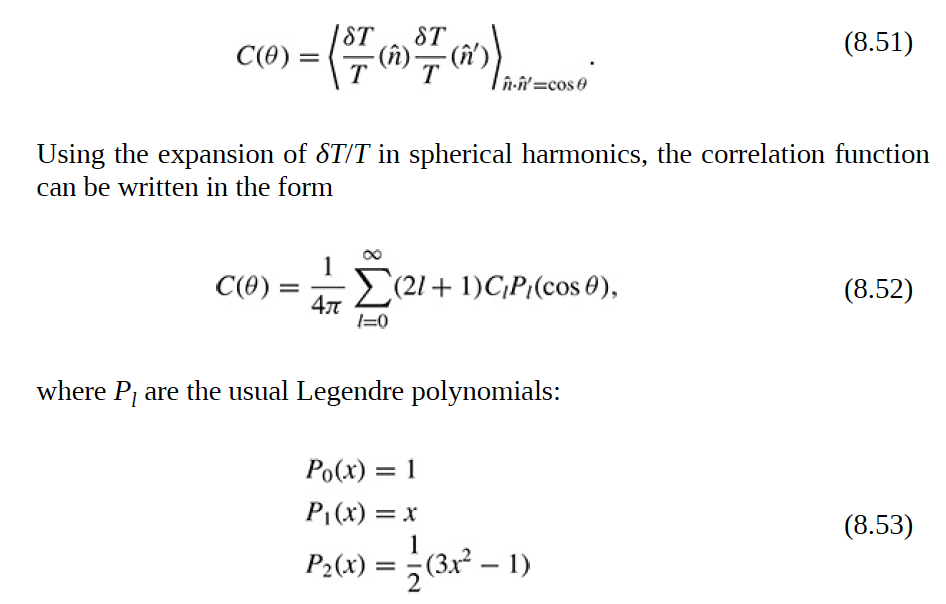 C(θ) = ⟨ δT/T (n̂) δT/T (n̂′) ⟩ n̂·n̂′=cos θ . (8.51)
Using the expansion of δT/T in spherical harmonics, the correlation function
can be written in the form
C(θ) = 1/4π ∑_{l=0}^{∞} (2l + 1)C_l P_l(cos θ), (8.52)
where P_l are the usual Legendre polynomials:
P_0(x) = 1
P_1(x) = x
(8.53)
P_2(x) = 1/2 (3x² − 1)